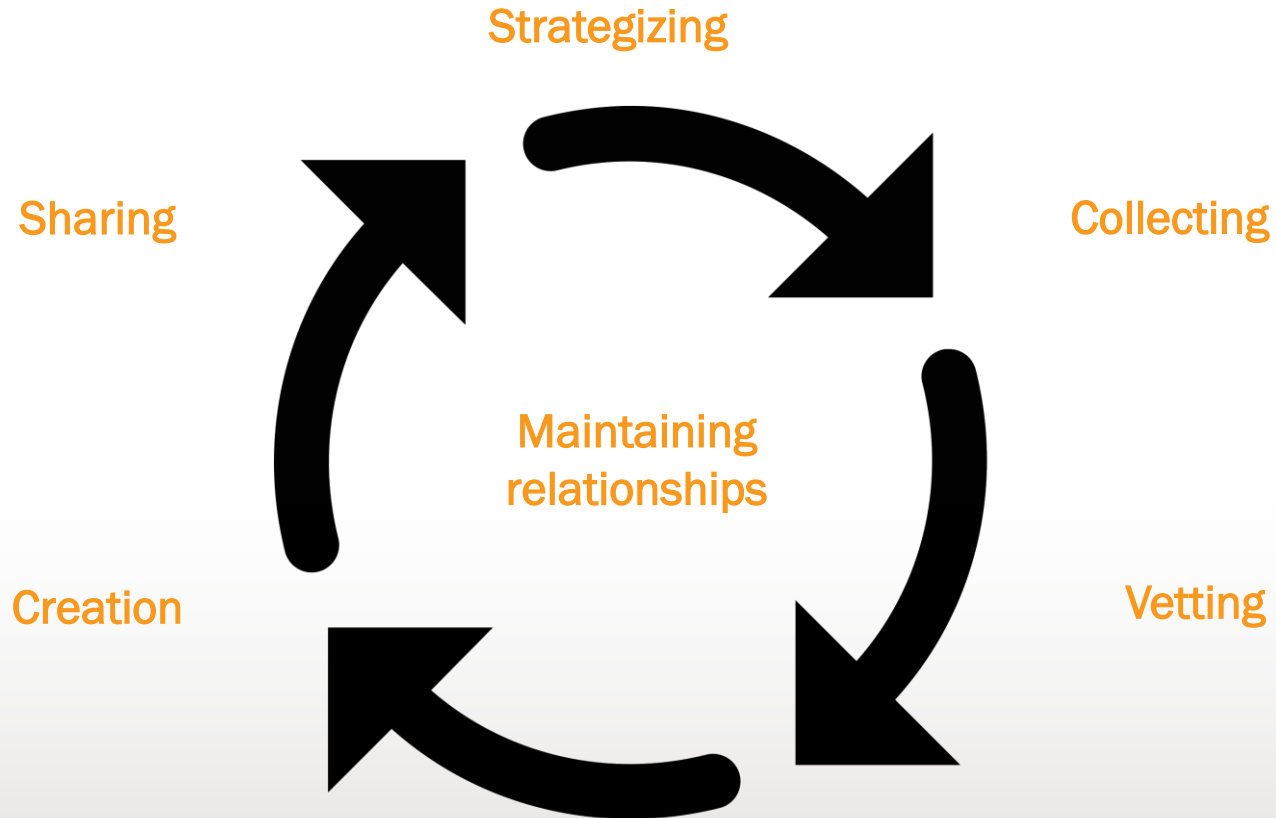 Strategizing
Sharing
Collecting
Maintaining
relationships
Creation
Vetting